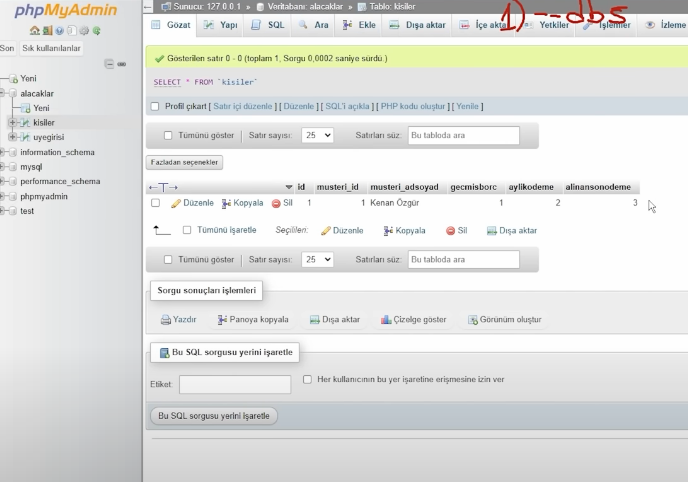 phpMyAdmin
Son Sık kullanılanlar
Yeni
alacaklar
Yeni
kisiler
uyegirisi
information_schema
mysql
performance_schema
phpmyadmin
test
Sunucu: 127.0.0.1 » Veritabanı: alacaklar » Tablo: kisiler
1) --dbs
Gözat Yapı SQL Ara Ekle Dışa aktar İçe aktar Yetkiler İşlemler İzleme
Gösterilen satır 0 - 0 (toplam 1, Sorgu 0,0002 saniye sürdü.)
SELECT * FROM `kisiler`
Profil çıkart [ Satır içi düzenle ] [ Düzenle ] [ SQL'i açıkla ] [ PHP kodu oluştur ] [ Yenile ]
Tümünü göster Satır sayısı: 25 Satırları süz: Bu tabloda ara
Fazladan seçenekler
id musteri_id musteri_adsoyad gecmisborc aylikodeme alinansonodeme
Düzenle Kopyala Sil 1 1 Kenan Özgür 1 2 3
Tümünü işaretle Seçilileri: Düzenle Kopyala Sil Dışa aktar
Tümünü göster Satır sayısı: 25 Satırları süz: Bu tabloda ara
Sorgu sonuçları işlemleri
Yazdır Panoya kopyala Dışa aktar Çizelge göster Görünüm oluştur
Bu SQL sorgusu yerini işaretle
Etiket: Her kullanıcının bu yer işaretine erişmesine izin ver
Bu SQL sorgusu yerini işaretle